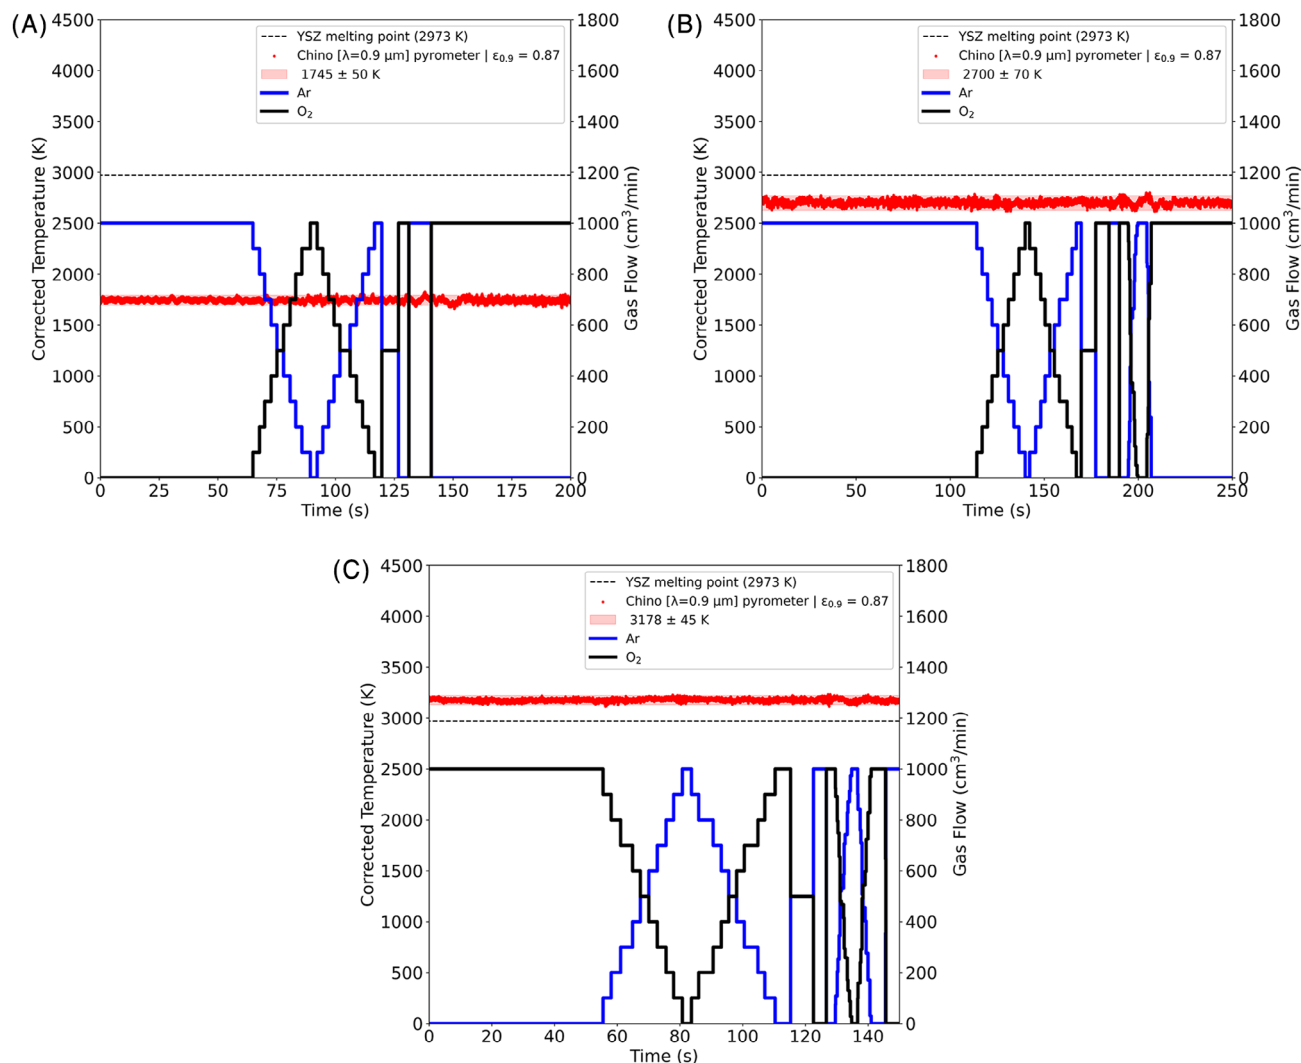 (A)
YSZ melting point (2973 K)
Chino [λ=0.9 μm] pyrometer | ε0.9 = 0.87
1745 ± 50 K
Ar
O2
4500
4000
3500
3000
2500
2000
1500
1000
500
0
Corrected Temperature (K)
1800
1600
1400
1200
1000
800
600
400
200
0
Gas Flow (cm3/min)
0 25 50 75 100 125 150 175 200
Time (s)
(B)
YSZ melting point (2973 K)
Chino [λ=0.9 μm] pyrometer | ε0.9 = 0.87
2700 ± 70 K
Ar
O2
4500
4000
3500
3000
2500
2000
1500
1000
500
0
Corrected Temperature (K)
1800
1600
1400
1200
1000
800
600
400
200
0
Gas Flow (cm3/min)
0 50 100 150 200 250
Time (s)
(C)
YSZ melting point (2973 K)
Chino [λ=0.9 μm] pyrometer | ε0.9 = 0.87
3178 ± 45 K
Ar
O2
4500
4000
3500
3000
2500
2000
1500
1000
500
0
Corrected Temperature (K)
1800
1600
1400
1200
1000
800
600
400
200
0
Gas Flow (cm3/min)
0 20 40 60 80 100 120 140
Time (s)